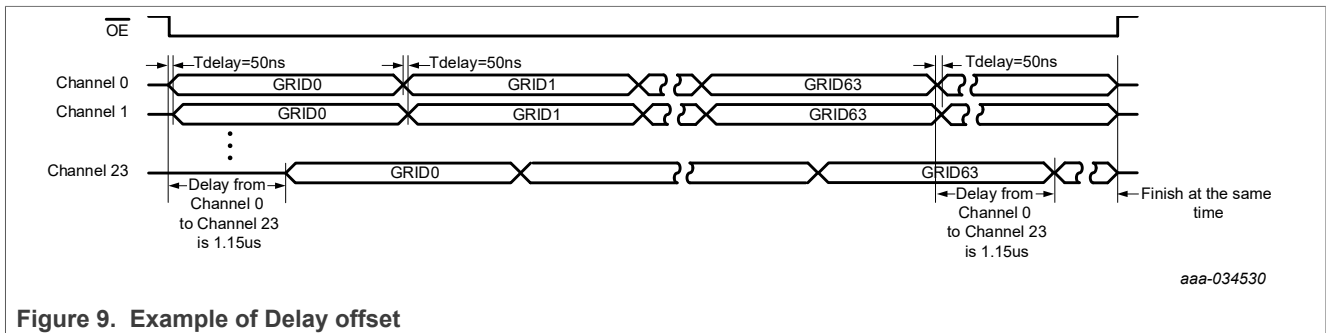 OE
Tdelay=50ns
Tdelay=50ns
Tdelay=50ns
Channel 0
GRID0
GRID1
GRID63
Channel 1
GRID0
GRID1
GRID63
Channel 23
GRID0
GRID63
Delay from
Channel 0
to Channel 23
is 1.15us
Delay from
Channel 0
to Channel 23
is 1.15us
Finish at the same
time
aaa-034530
Figure 9. Example of Delay offset